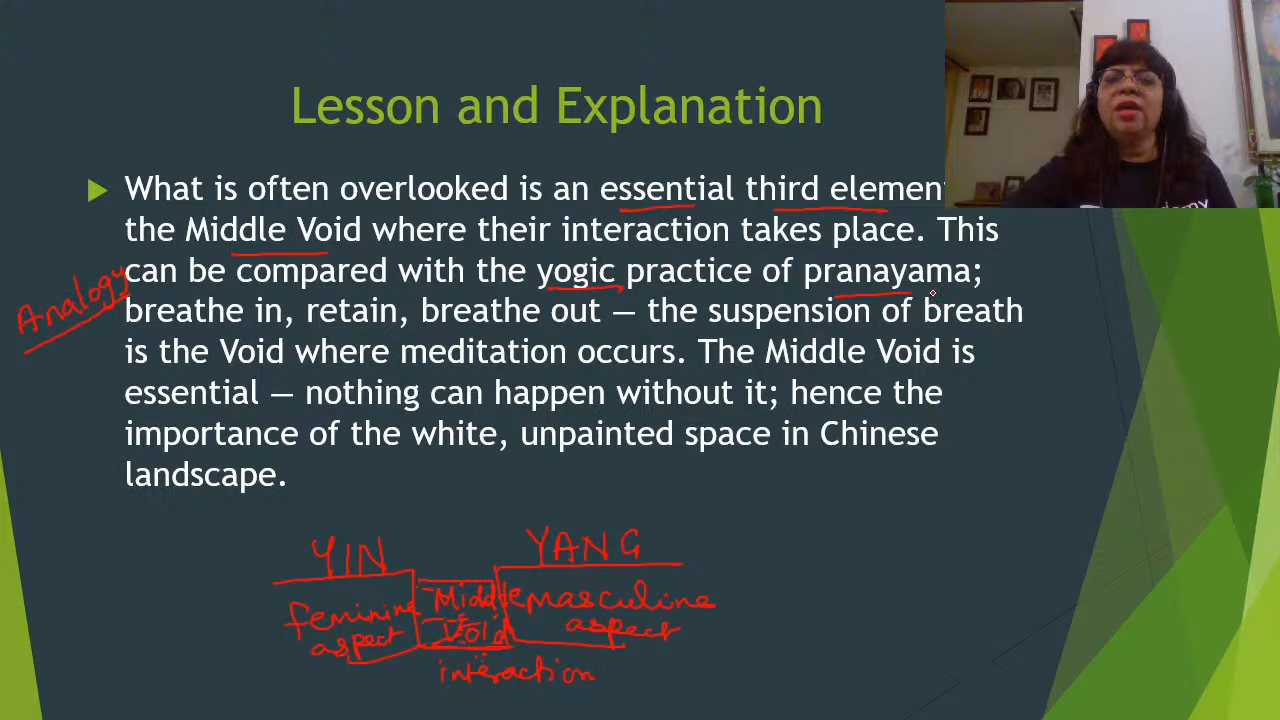 Lesson and Explanation
What is often overlooked is an essential third elemen
the Middle Void where their interaction takes place. This
can be compared with the yogic practice of pranayama;
Analogy
breathe in, retain, breathe out — the suspension of breath
is the Void where meditation occurs. The Middle Void is
essential — nothing can happen without it; hence the
importance of the white, unpainted space in Chinese
landscape.
YIN YANG
feminine Middle masculine
aspect Void aspect
interaction